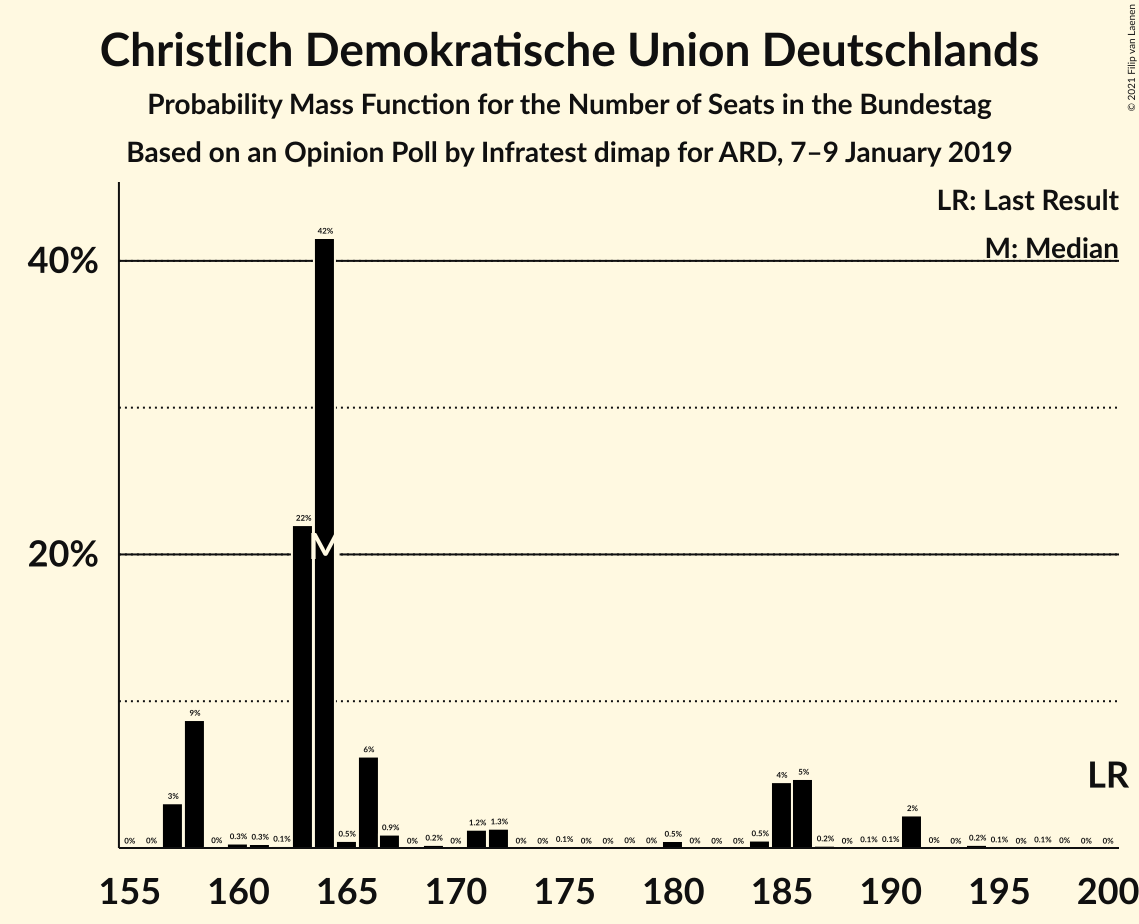 Christlich Demokratische Union Deutschlands
Probability Mass Function for the Number of Seats in the Bundestag
Based on an Opinion Poll by Infratest dimap for ARD, 7–9 January 2019
© 2021 Filip van Laenen
LR: Last Result
M: Median
40%
20%
0% 0% 3% 9% 0% 0.3% 0.3% 0.1% 22% 42% 0.5% 6% 0.9% 0% 0.2% 0% 1.2% 1.3% 0% 0% 0.1% 0% 0% 0% 0% 0.5% 0% 0% 0% 0.5% 4% 5% 0.2% 0% 0.1% 0.1% 2% 0% 0% 0.2% 0.1% 0% 0.1% 0% 0% 0%
M
LR
155 160 165 170 175 180 185 190 195 200